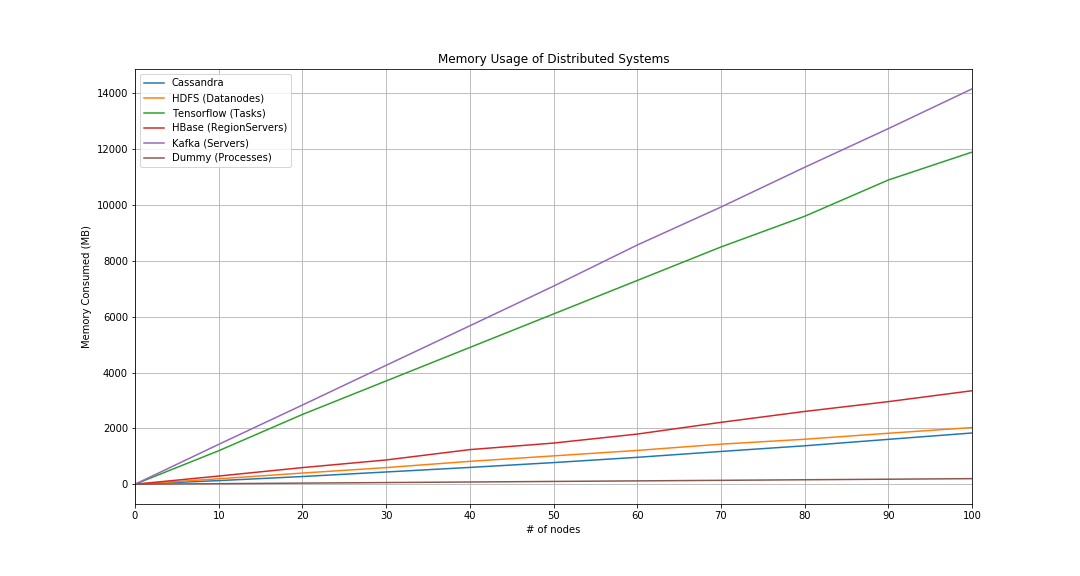 Memory Usage of Distributed Systems
Cassandra
HDFS (Datanodes)
Tensorflow (Tasks)
HBase (RegionServers)
Kafka (Servers)
Dummy (Processes)
14000
12000
10000
8000
6000
4000
2000
0
Memory Consumed (MB)
0 10 20 30 40 50 60 70 80 90 100
# of nodes